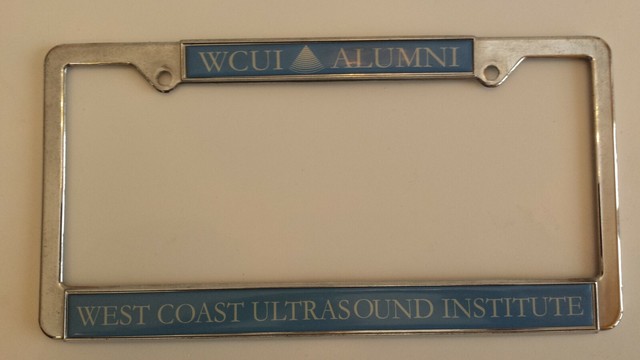 WCUI ALUMNI
WEST COAST ULTRASOUND INSTITUTE